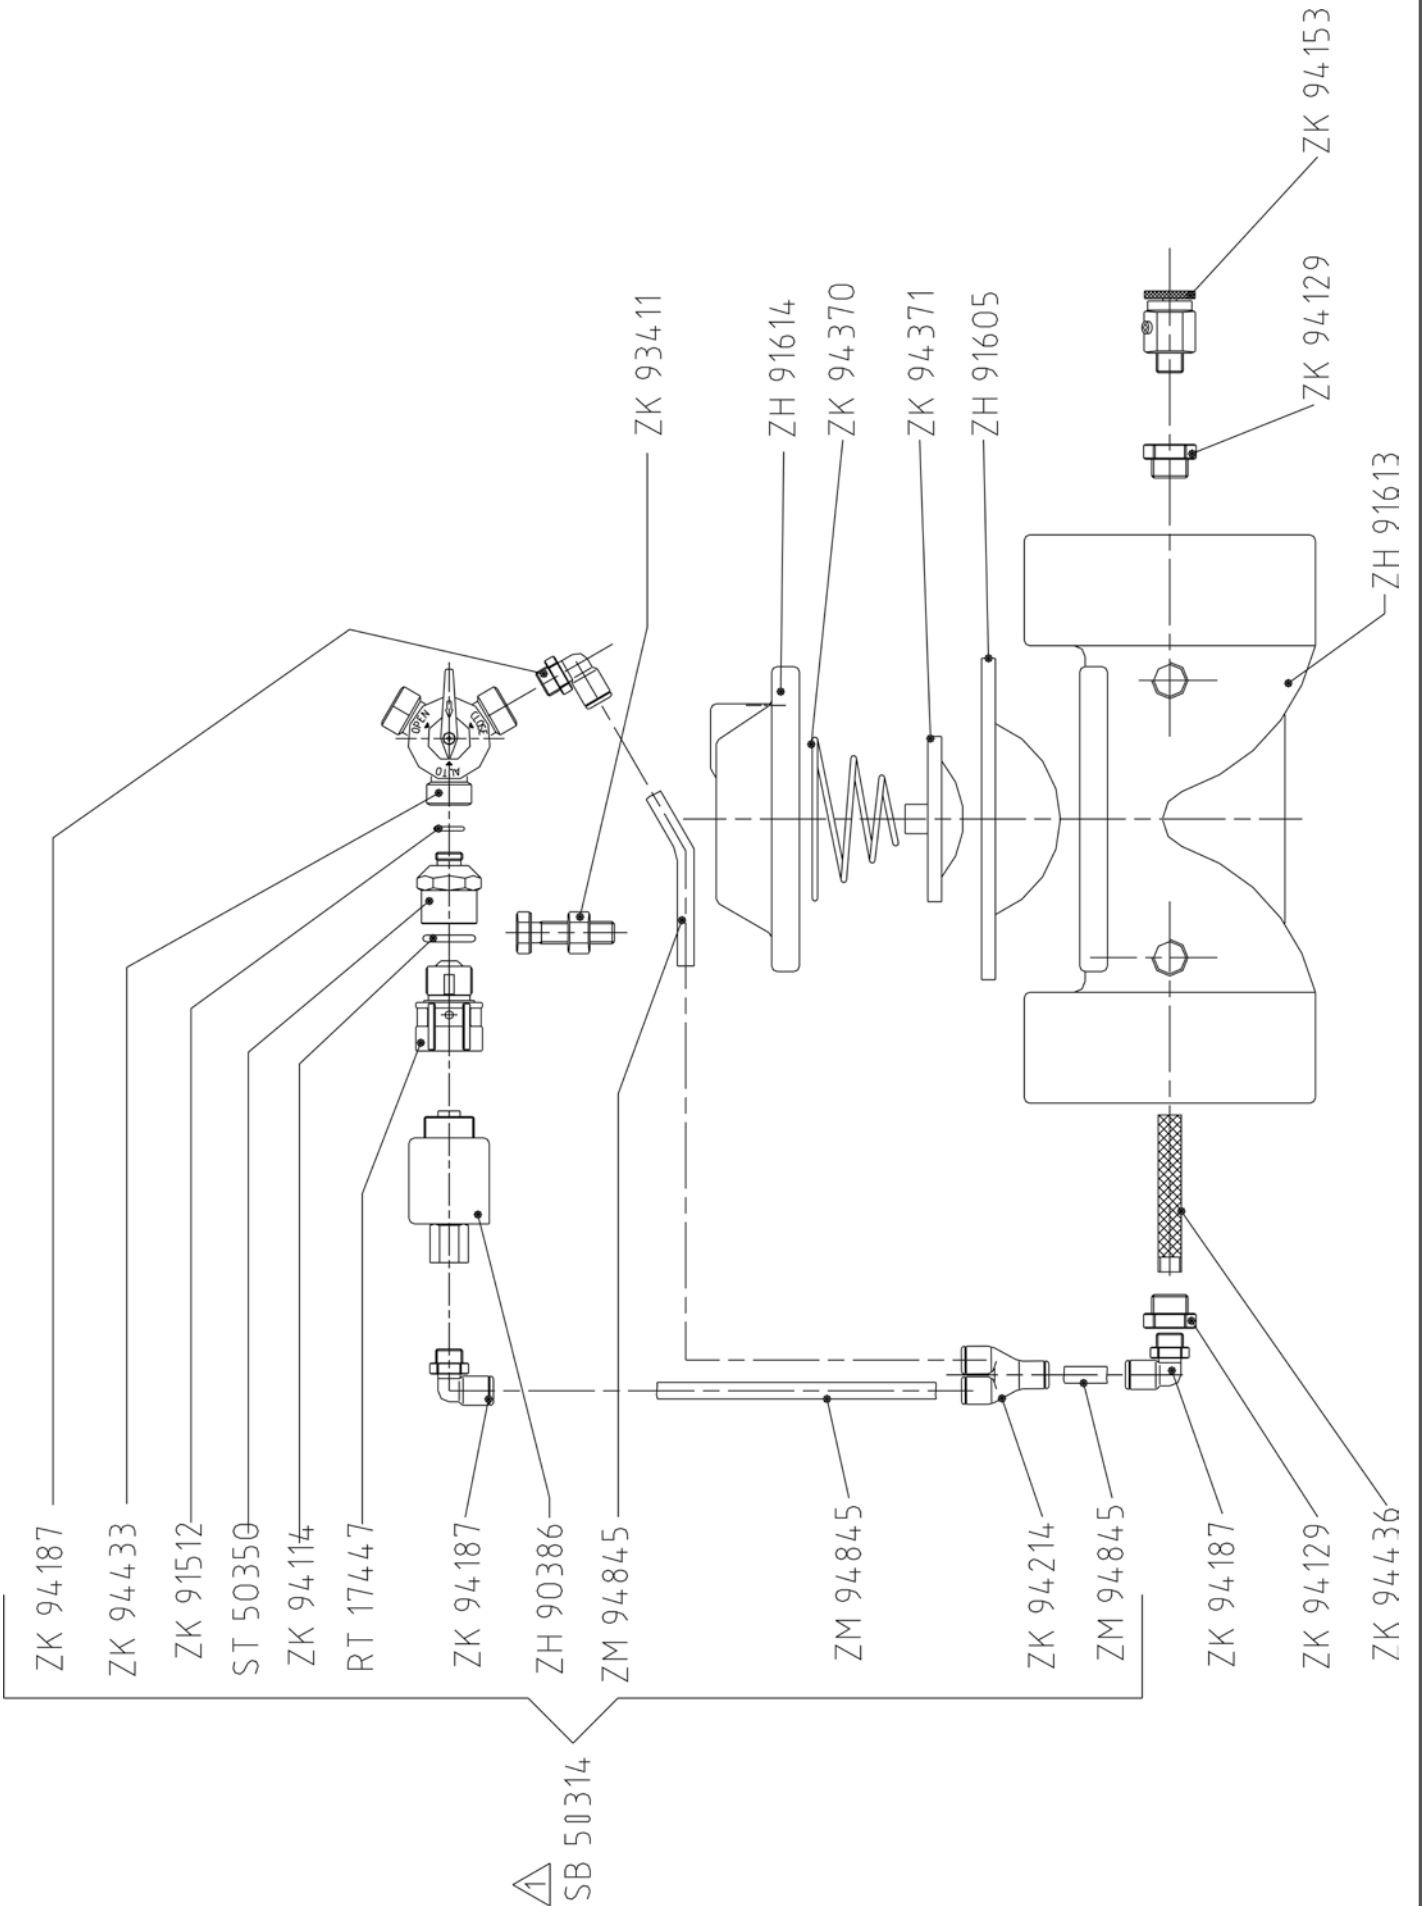 ZK 94153
ZK 94129
ZH 91613
ZK 93411
ZH 91614
ZK 94370
ZK 94371
ZH 91605
OPEN
CLOSE
AUTO
ZK 94187
ZK 94433
ZK 91512
ST 50350
ZK 94114
RT 17447
ZK 94187
ZH 90386
ZM 94845
ZM 94845
ZK 94214
ZM 94845
ZK 94187
ZK 94129
ZK 94436
1
SB 50314